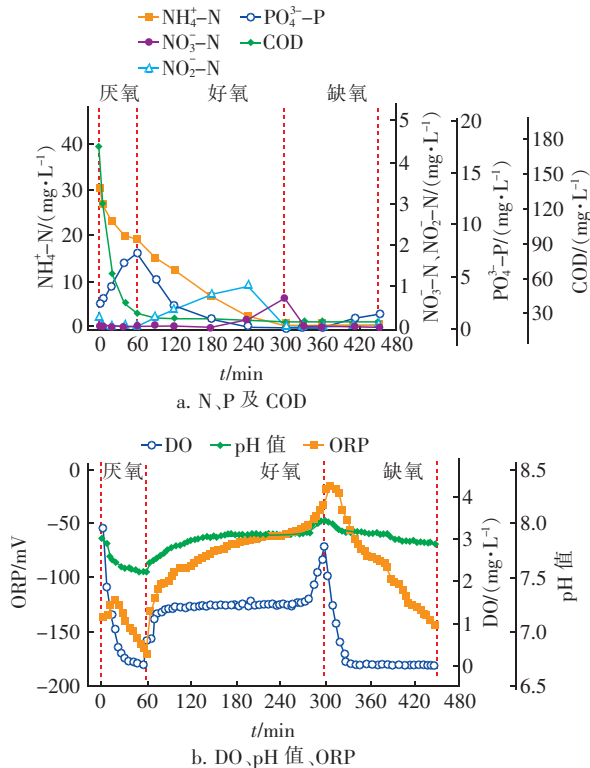 NH₄⁺-N PO₄³⁻-P
NO₃⁻-N COD
NO₂⁻-N
厌氧 好氧 缺氧
NH₄⁺-N/(mg·L⁻¹)
40
30
20
10
0
NO₃⁻-N、NO₂⁻-N/(mg·L⁻¹)
5
4
3
2
1
0
PO₄³⁻-P/(mg·L⁻¹)
20
15
10
5
0
COD/(mg·L⁻¹)
180
150
120
90
60
30
0 60 120 180 240 300 360 420 480
t/min
a. N、P 及 COD
DO pH 值 ORP
厌氧 好氧 缺氧
ORP/mV
0
-50
-100
-150
-200
DO/(mg·L⁻¹)
4
3
2
1
0
pH 值
8.5
8.0
7.5
7.0
6.5
0 60 120 180 240 300 360 420 480
t/min
b. DO、pH 值、ORP